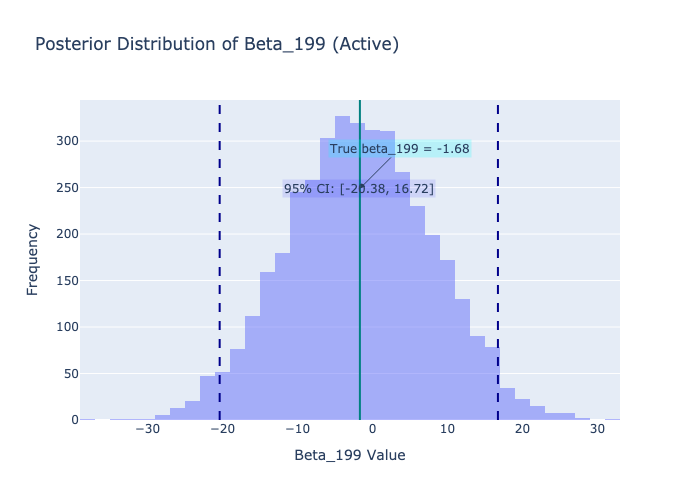 Posterior Distribution of Beta_199 (Active)
True beta_199 = -1.68
95% CI: [-20.38, 16.72]
Frequency
300
250
200
150
100
50
0
−30
−20
−10
0
10
20
30
Beta_199 Value